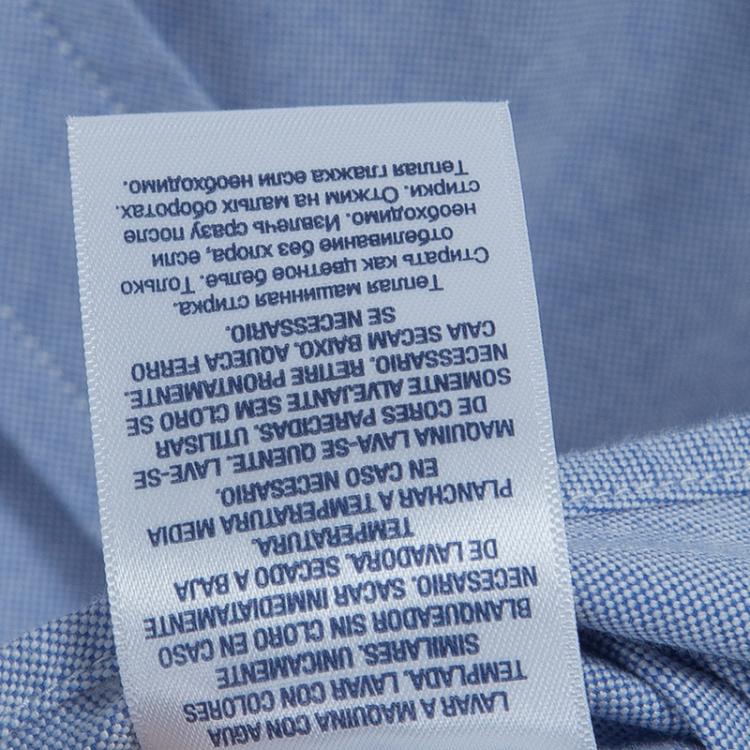 LAVAR A MAQUINA CON AGUA
TEMPLADA. LAVAR CON COLORES
SIMILARES. UNICAMENTE
BLANQUEADOR SIN CLORO EN CASO
NECESARIO. SACAR INMEDIATAMENTE
DE LAVADORA. SECADO A BAJA
TEMPERATURA.
PLANCHAR A TEMPERATURA MEDIA
EN CASO NECESARIO.
MAQUINA LAVA-SE QUENTE. LAVE-SE
DE CORES PARECIDAS. UTILISAR
SOMENTE ALVEJANTE SEM CLORO SE
NECESSARIO. RETIRE PRONTAMENTE.
CAIA SECAM BAIXO. AQUECA FERRO
SE NECESSARIO.
Теплая машинная стирка.
Стирать как цветное белье. Только
отбеливание без хлора, если
необходимо. Извлечь сразу после
стирки. Отжим на малых оборотах.
Теплая глажка если необходимо.